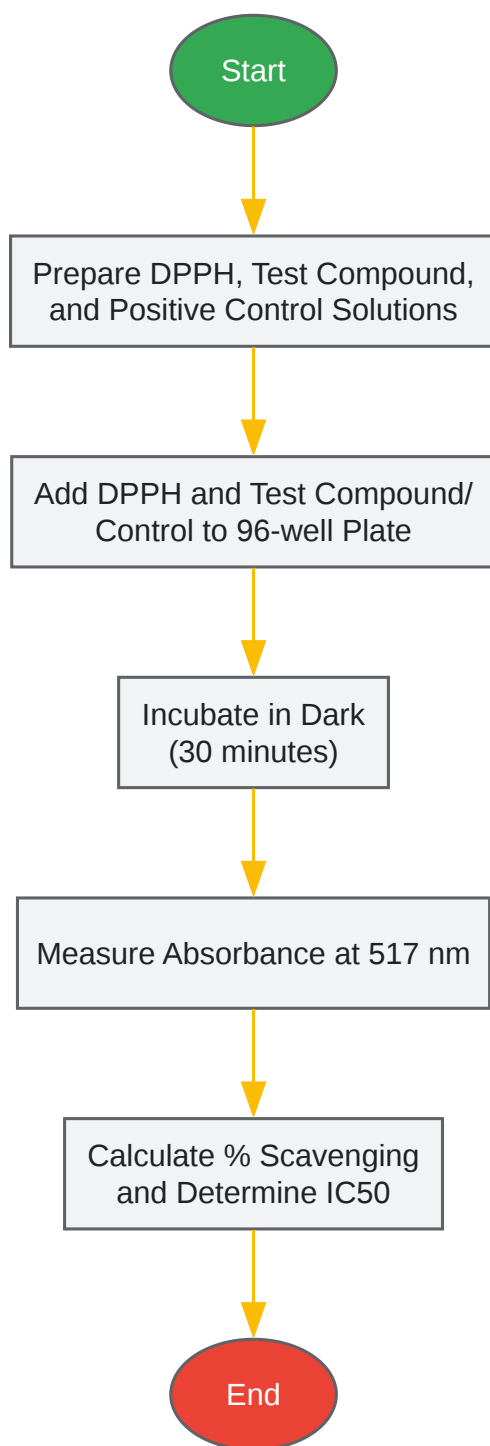 Start
Prepare DPPH, Test Compound,
and Positive Control Solutions
Add DPPH and Test Compound/
Control to 96-well Plate
Incubate in Dark
(30 minutes)
Measure Absorbance at 517 nm
Calculate % Scavenging
and Determine IC50
End